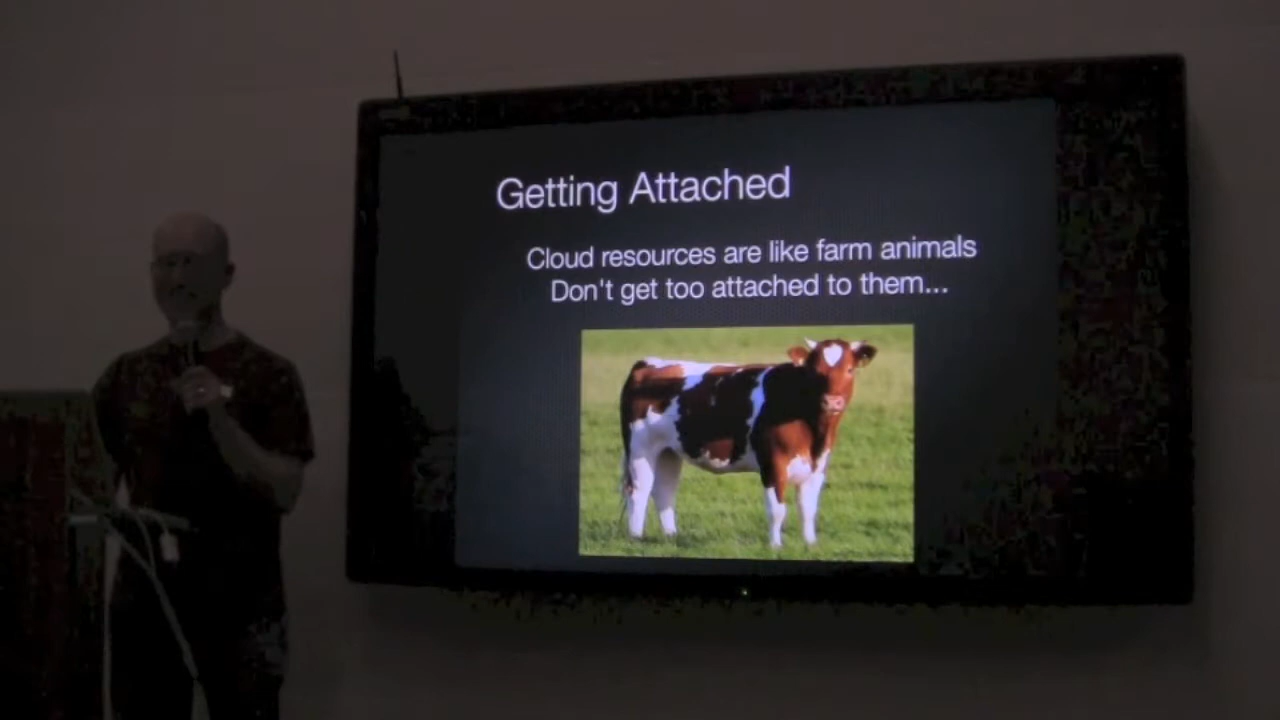 Getting Attached
Cloud resources are like farm animals
Don't get too attached to them...